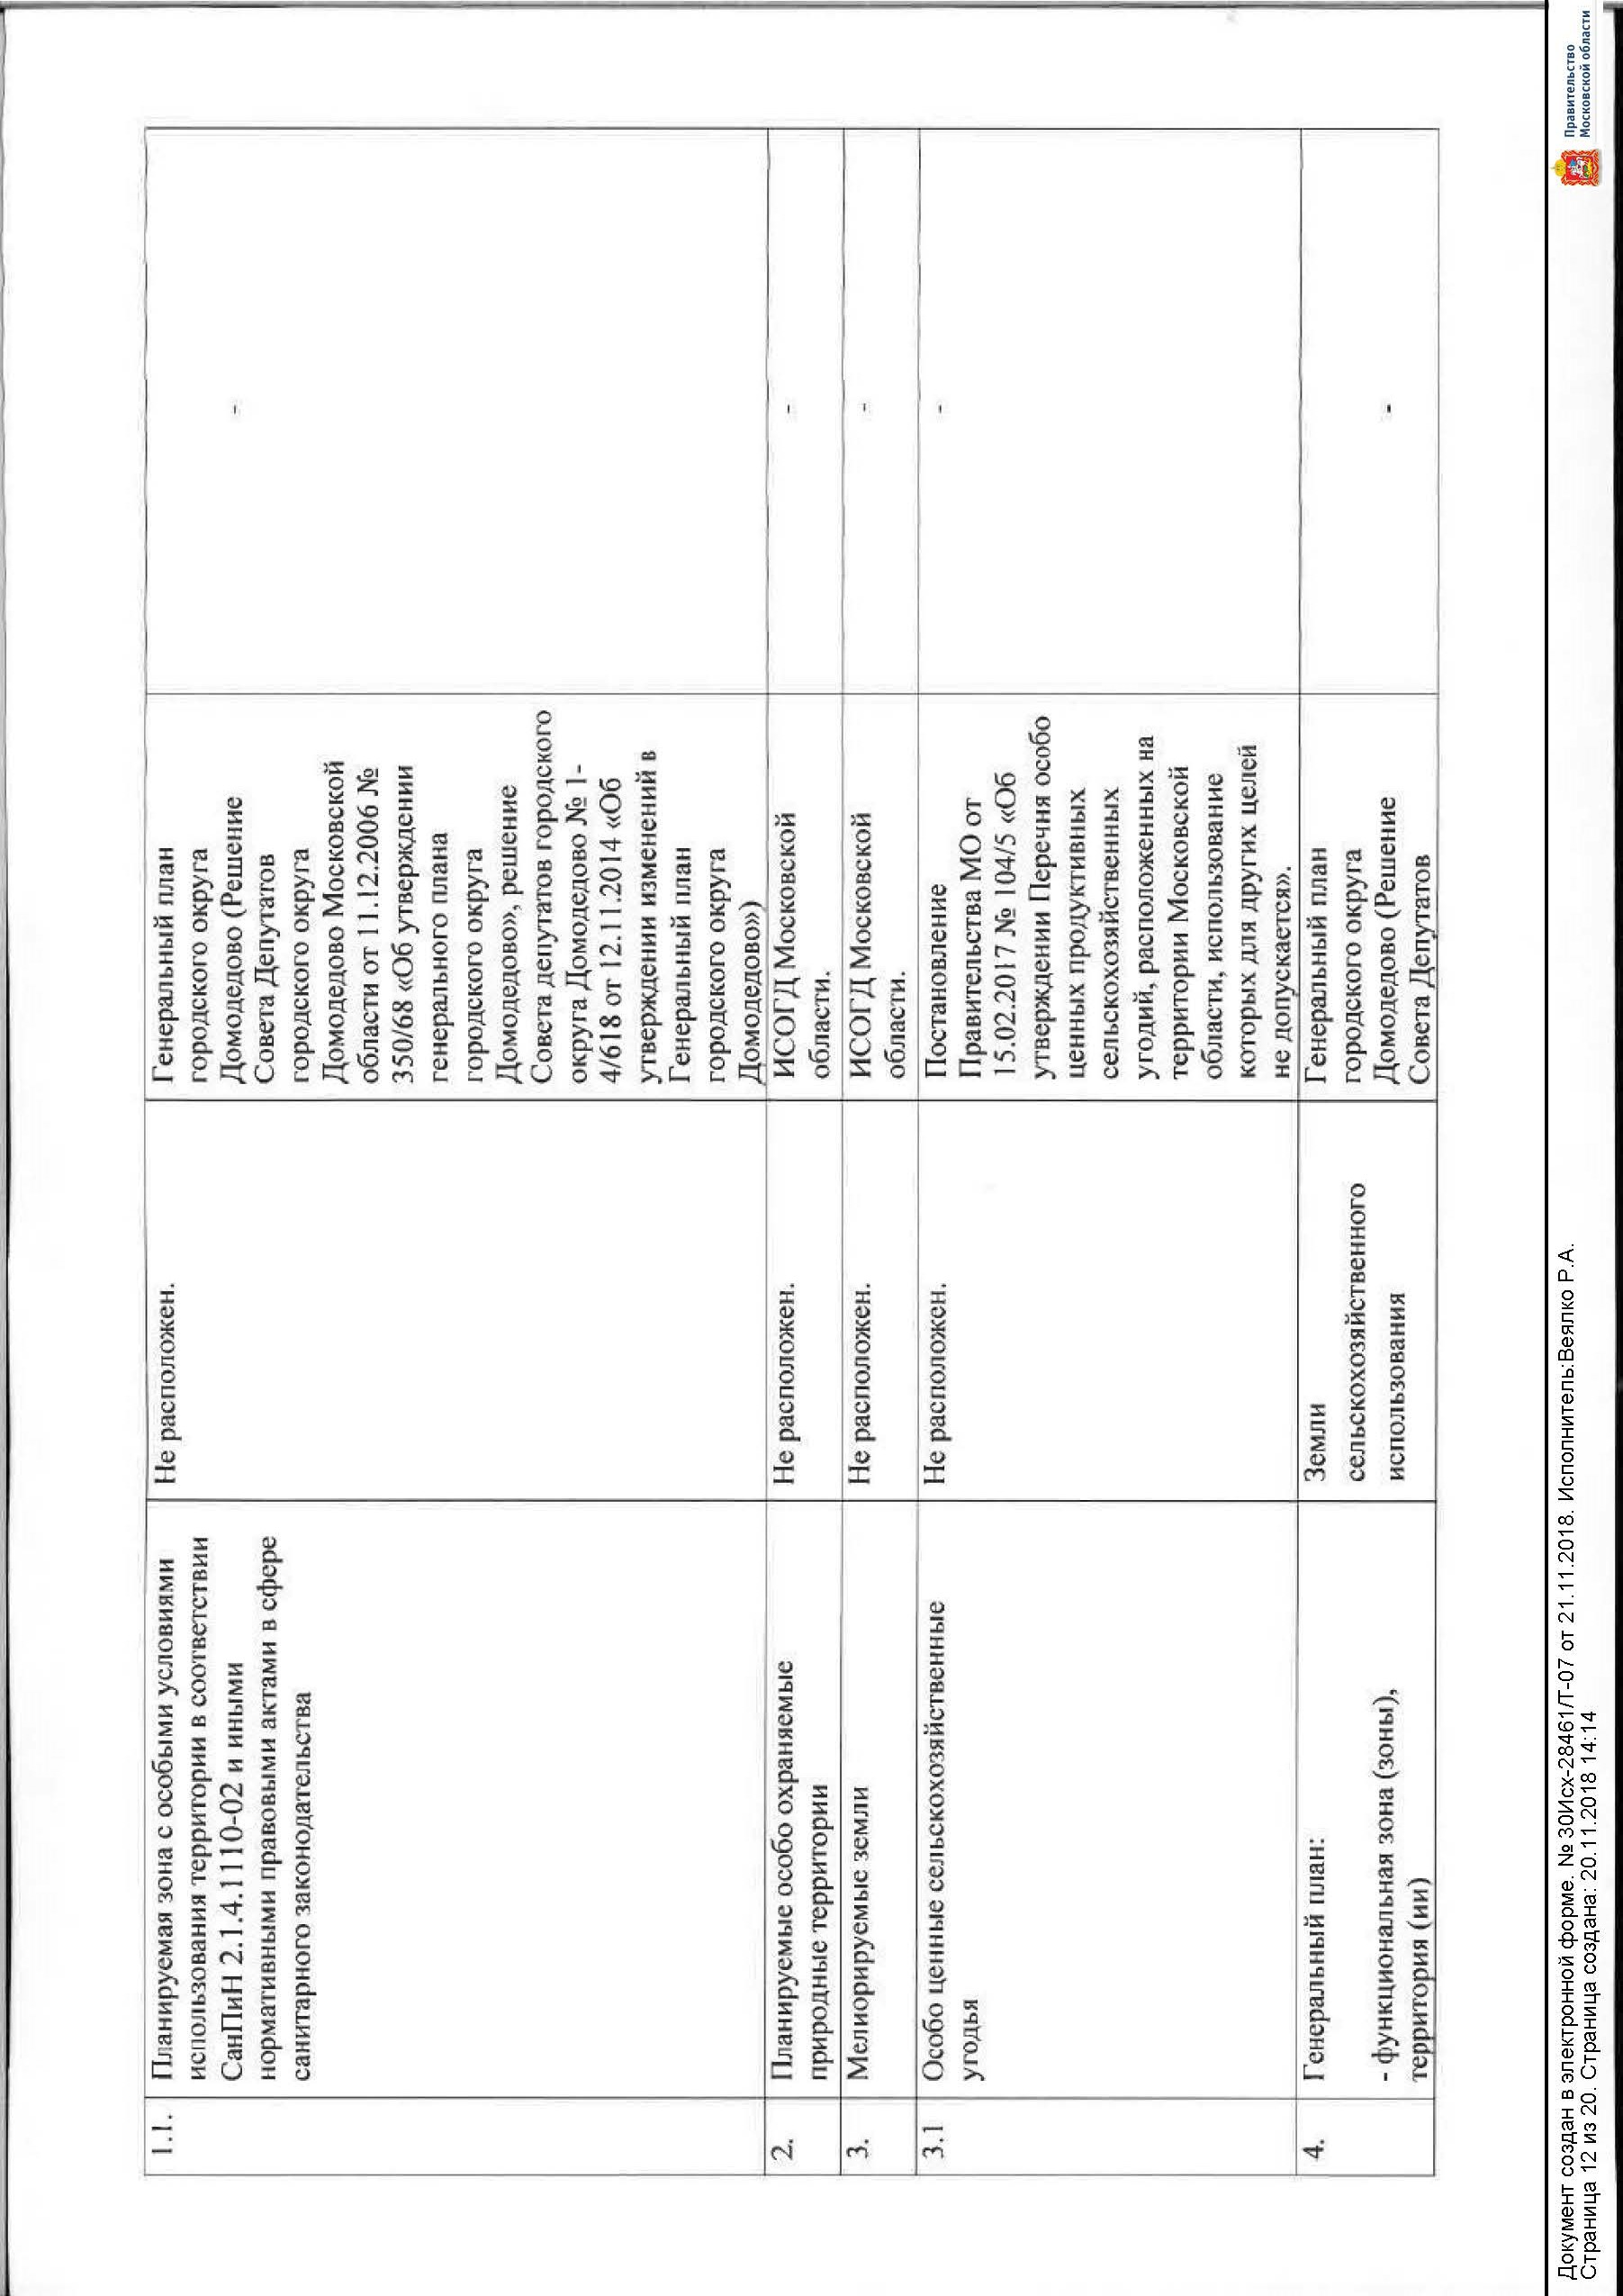 1.1.
Планируемая зона с особыми условиями
использования территории в соответствии
СанПиН 2.1.4.1110-02 и иными
нормативными правовыми актами в сфере
санитарного законодательства
Не расположен.
Генеральный план
городского округа
Домодедово (Решение
Совета Депутатов
городского округа
Домодедово Московской
области от 11.12.2006 №
350/68 «Об утверждении
генерального плана
городского округа
Домодедово», решение
Совета депутатов городского
округа Домодедово № 1-
4/618 от 12.11.2014 «Об
утверждении изменений в
Генеральный план
городского округа
Домодедово»)
-
2.
Планируемые особо охраняемые
природные территории
Не расположен.
ИСОГД Московской
области.
-
3.
Мелиорируемые земли
Не расположен.
ИСОГД Московской
области.
-
3.1
Особо ценные сельскохозяйственные
угодья
Не расположен.
Постановление
Правительства МО от
15.02.2017 № 104/5 «Об
утверждении Перечня особо
ценных продуктивных
сельскохозяйственных
угодий, расположенных на
территории Московской
области, использование
которых для других целей
не допускается».
-
4.
Генеральный план:
- функциональная зона (зоны),
территория (ии)
Земли
сельскохозяйственного
использования
Генеральный план
городского округа
Домодедово (Решение
Совета Депутатов
-
Документ создан в электронной форме. № 30Исх-28461/Т-07 от 21.11.2018. Исполнитель:Веялко Р.А.
Страница 12 из 20. Страница создана: 20.11.2018 14:14
Правительство
Московской области